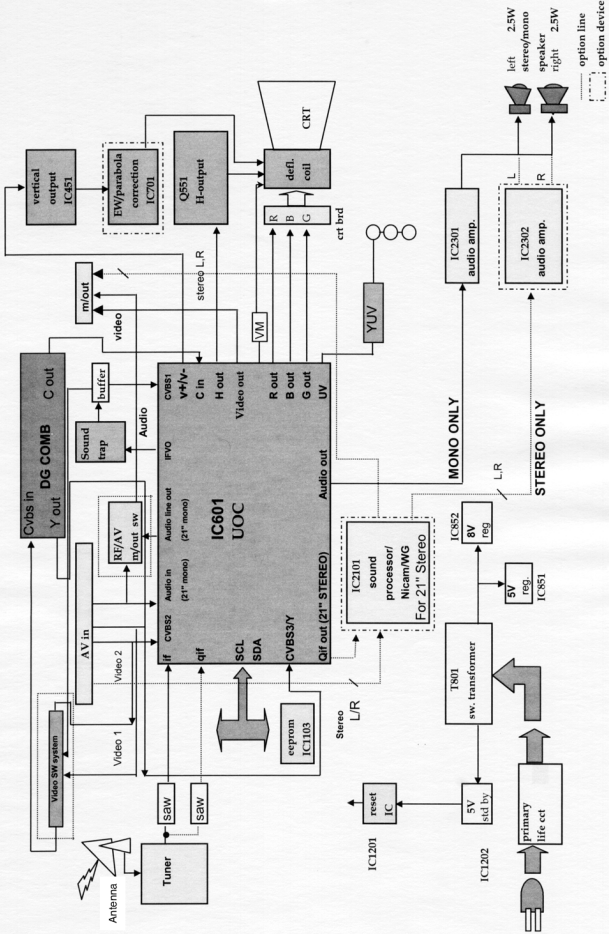 vertical
output
IC451
EW/parabola
correction
IC701
Q551
H-output
CRT
defl.
coil
R
B
G
crt brd
left 2.5W
stereo/mono
speaker
right 2.5W
option line
option device
m/out
video
stereo L,R
VM
YUV
IC2301
audio amp.
IC2302
audio amp.
L
R
Cvbs in
DG COMB
C out
Y out
Sound
trap
buffer
Audio
RF/AV
m/out sw
AV in
Video SW system
Video 1
Video 2
CVBS2
Audio in
(21" mono)
Audio line out
(21" mono)
IFVO
CVBS1
if
qif
SCL
SDA
CVBS3/Y
Qif out (21" STEREO)
IC601
UOC
v+/v-
C in
H out
Video out
R out
B out
G out
UV
Audio out
MONO ONLY
STEREO ONLY
L,R
Antenna
Tuner
saw
saw
eeprom
IC1103
Stereo
L/R
IC2101
sound
processor/
Nicam/WG
For 21" Stereo
IC852
8V
reg
5V
reg.
IC851
T801
sw. transformer
reset
IC
IC1201
5V
std by
IC1202
primary
life cct